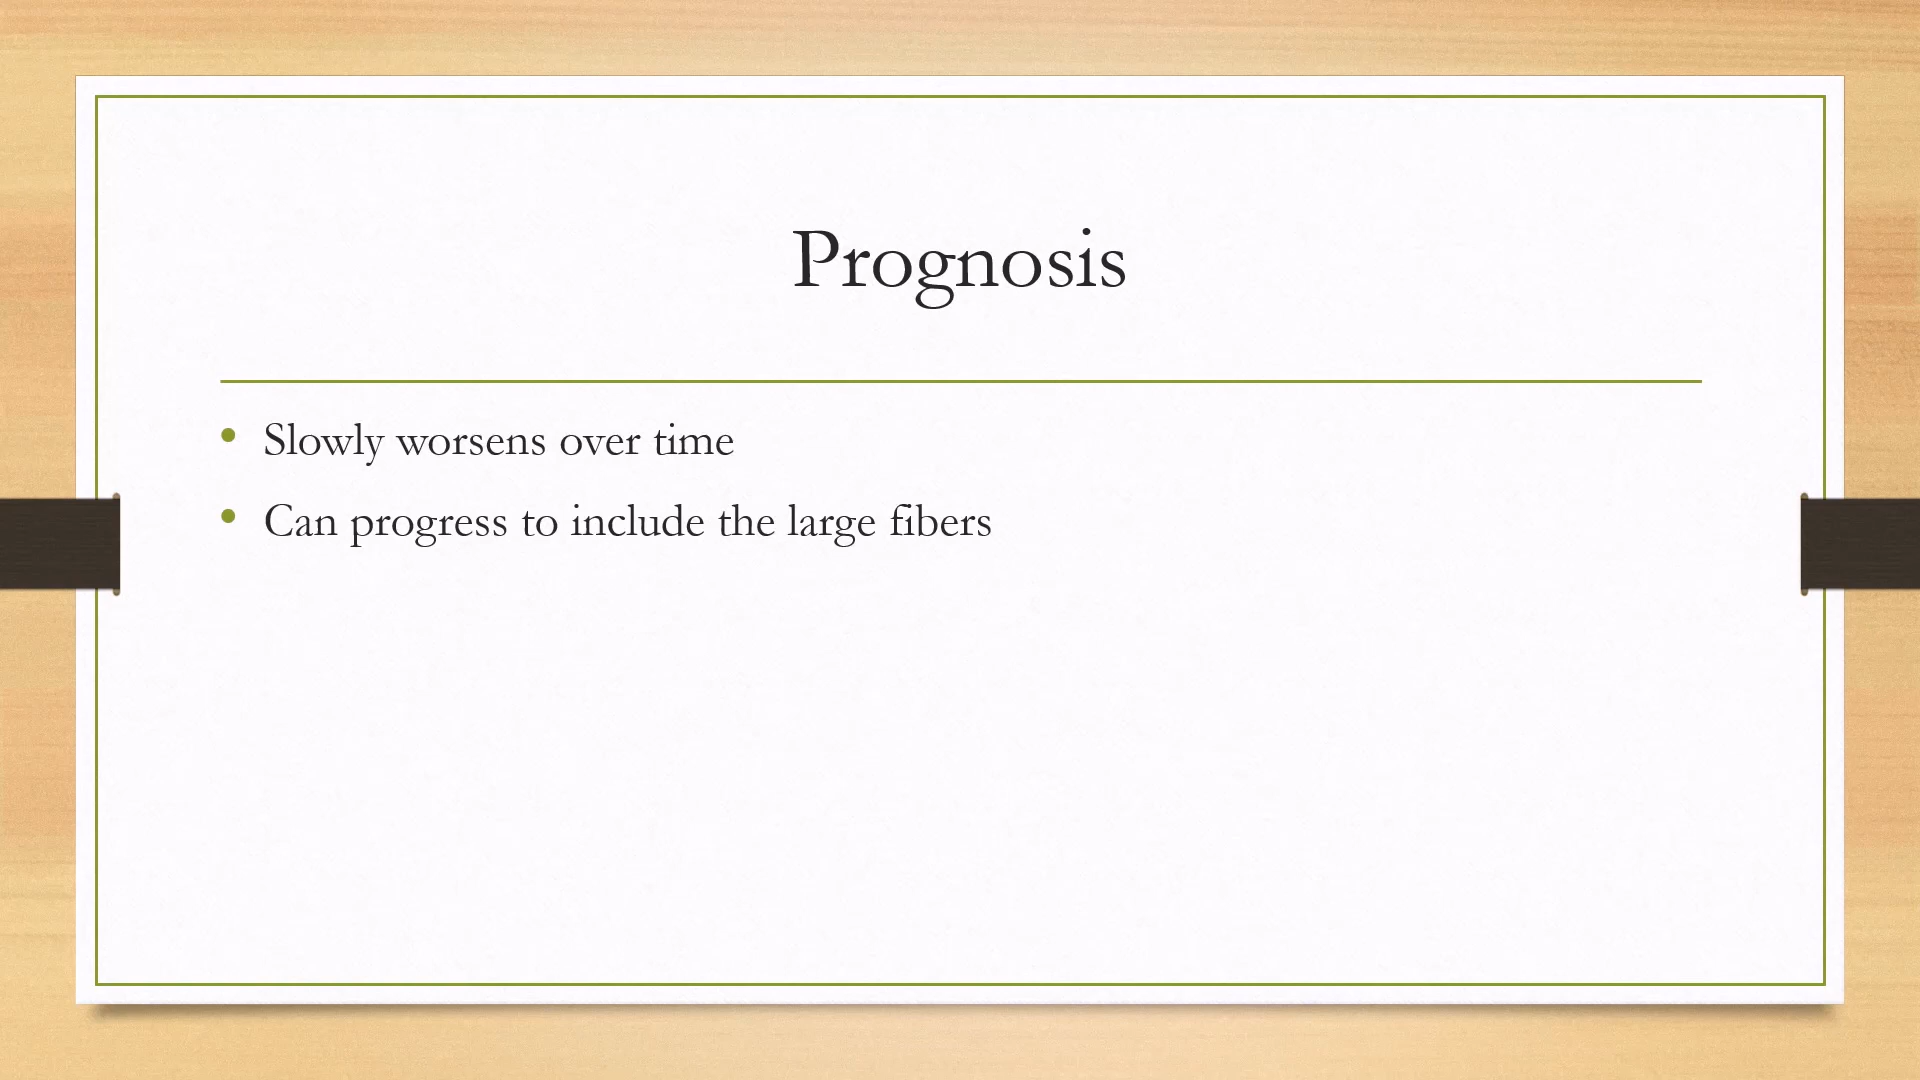 Prognosis
• Slowly worsens over time
• Can progress to include the large fibers